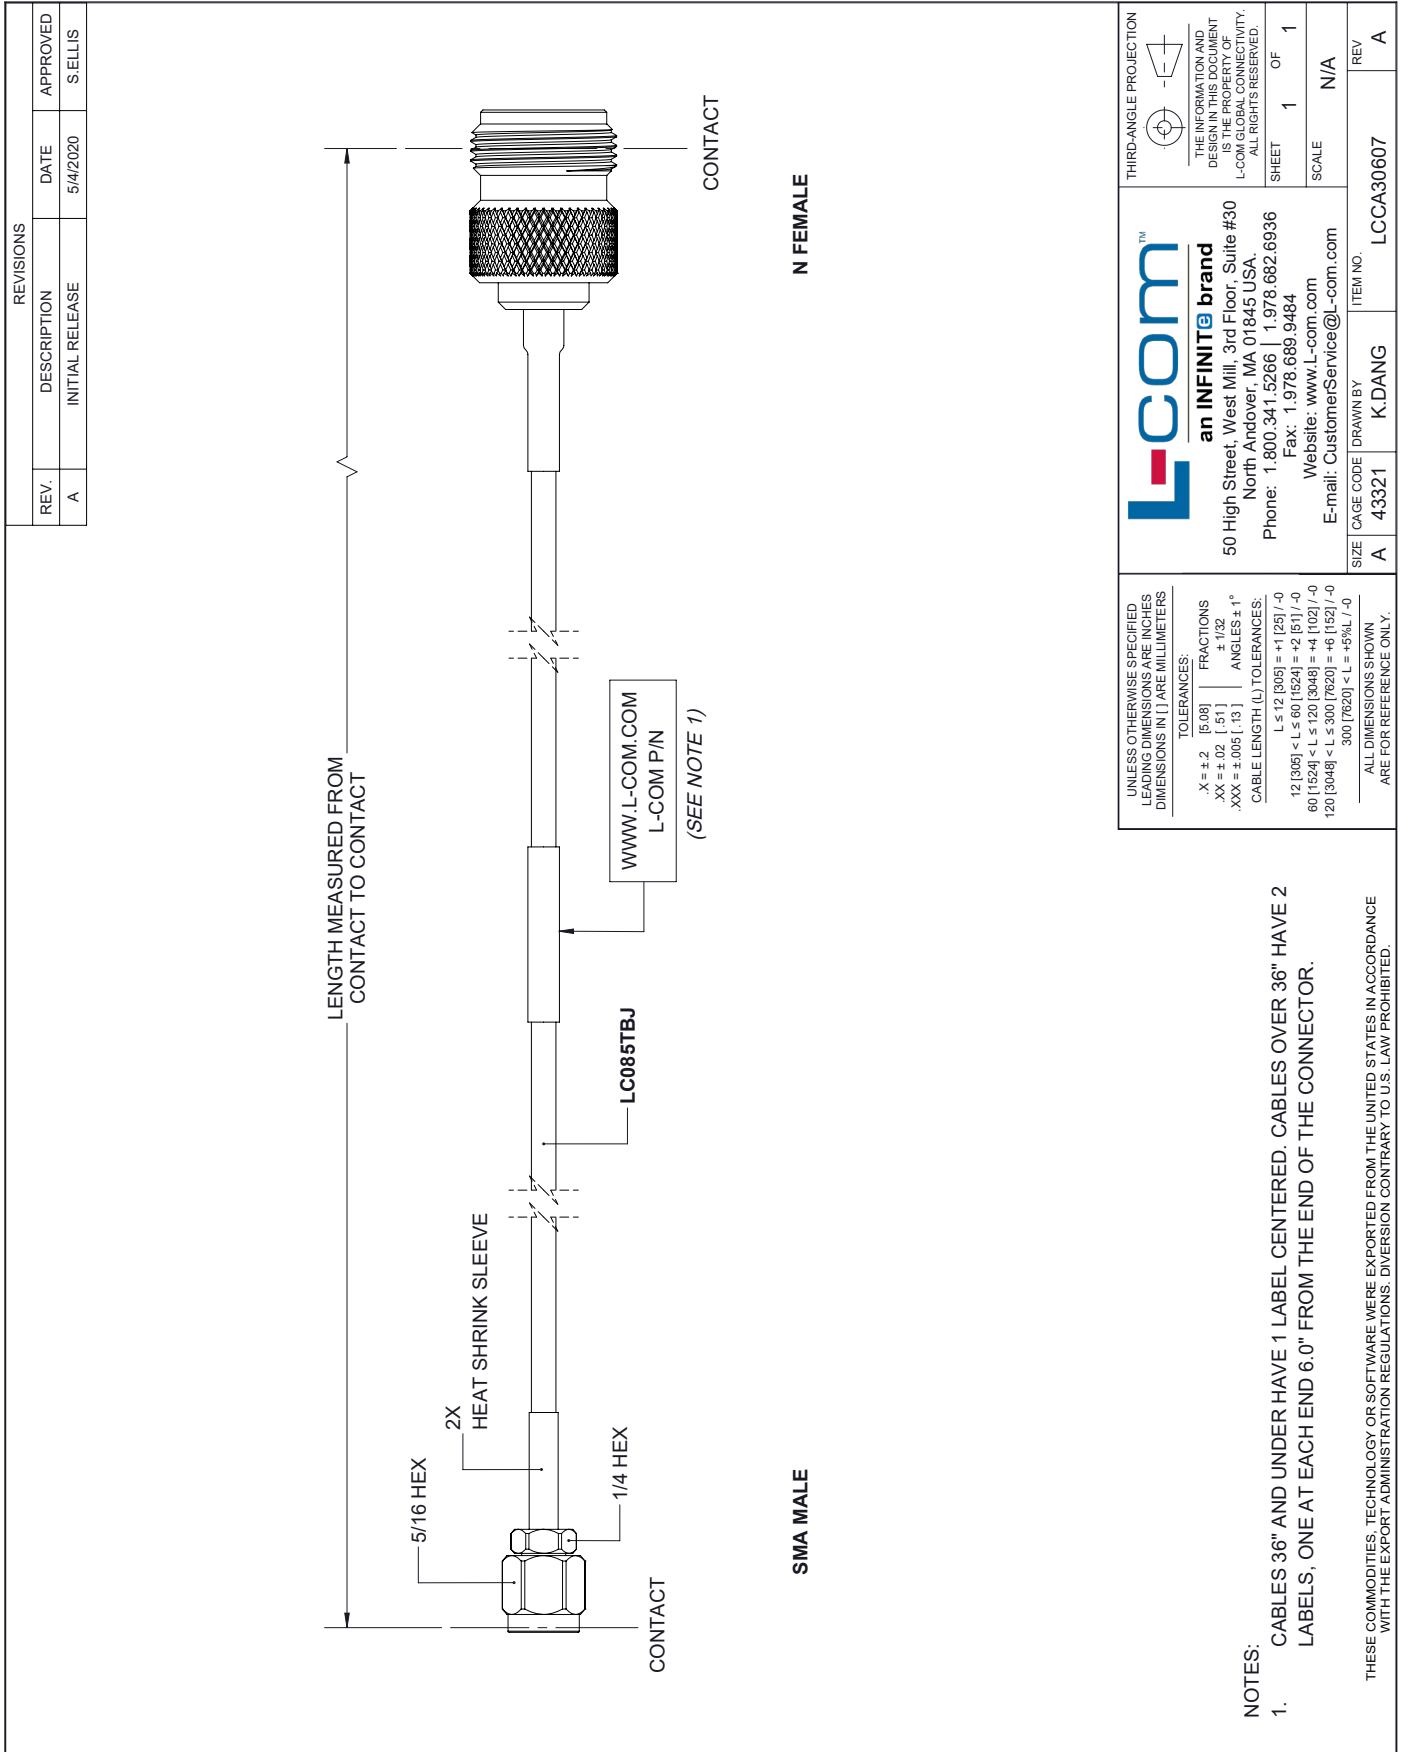 REVISIONS
REV. DESCRIPTION DATE APPROVED
A INITIAL RELEASE 5/4/2020 S.ELLIS
LENGTH MEASURED FROM
CONTACT TO CONTACT
5/16 HEX
2X
HEAT SHRINK SLEEVE
1/4 HEX
CONTACT
LC085TBJ
WWW.L-COM.COM
L-COM P/N
(SEE NOTE 1)
CONTACT
SMA MALE
N FEMALE
NOTES:
1. CABLES 36" AND UNDER HAVE 1 LABEL CENTERED. CABLES OVER 36" HAVE 2
LABELS, ONE AT EACH END 6.0" FROM THE END OF THE CONNECTOR.
THESE COMMODITIES, TECHNOLOGY OR SOFTWARE WERE EXPORTED FROM THE UNITED STATES IN ACCORDANCE
WITH THE EXPORT ADMINISTRATION REGULATIONS. DIVERSION CONTRARY TO U.S. LAW PROHIBITED.
UNLESS OTHERWISE SPECIFIED
LEADING DIMENSIONS ARE INCHES
DIMENSIONS IN [ ] ARE MILLIMETERS
TOLERANCES:
.X = ± .2 [5.08] FRACTIONS
.XX = ± .02 [.51] ± 1/32
.XXX = ± .005 [.13] ANGLES ± 1°
CABLE LENGTH (L) TOLERANCES:
L ≤ 12 [305] = +1 [25] / -0
12 [305] < L ≤ 60 [1524] = +2 [51] / -0
60 [1524] < L ≤ 120 [3048] = +4 [102] / -0
120 [3048] < L ≤ 300 [7620] = +6 [152] / -0
300 [7620] < L = +5%L / -0
ALL DIMENSIONS SHOWN
ARE FOR REFERENCE ONLY.
L-com™
an INFINITe brand
50 High Street, West Mill, 3rd Floor, Suite #30
North Andover, MA 01845 USA.
Phone: 1.800.341.5266 | 1.978.682.6936
Fax: 1.978.689.9484
Website: www.L-com.com
E-mail: CustomerService@L-com.com
THIRD-ANGLE PROJECTION
THE INFORMATION AND
DESIGN IN THIS DOCUMENT
IS THE PROPERTY OF
L-COM GLOBAL CONNECTIVITY.
ALL RIGHTS RESERVED.
SHEET 1 OF 1
SCALE N/A
SIZE A
CAGE CODE 43321
DRAWN BY K.DANG
ITEM NO. LCCA30607
REV A